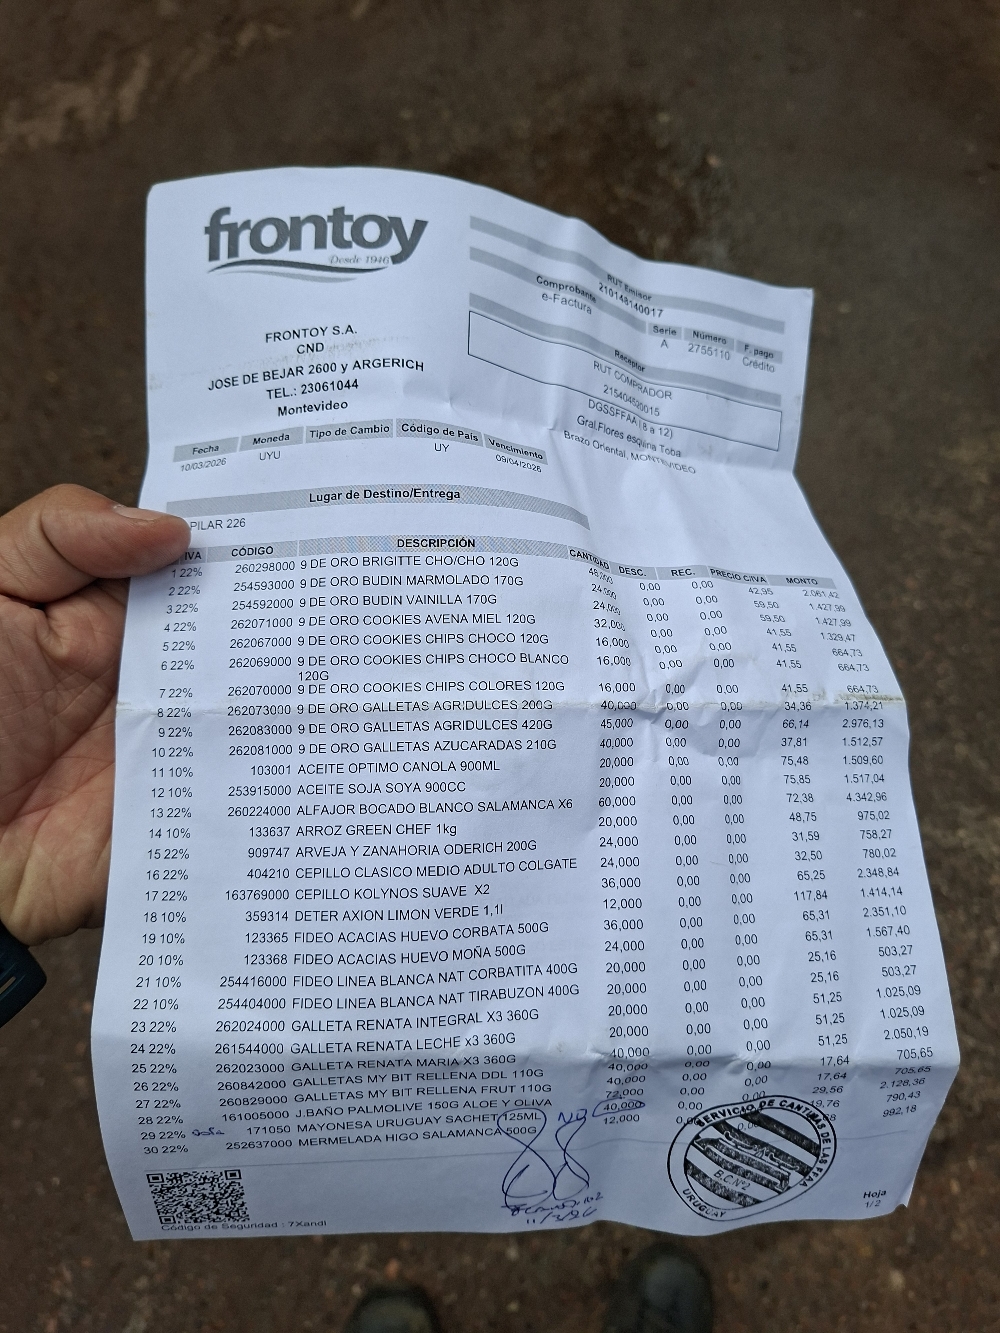 frontoy
Desde 1946
FRONTOY S.A.
CND
JOSE DE BEJAR 2600 y ARGERICH
TEL.: 23061044
Montevideo
RUT Emisor
210148140017
Comprobante
e-Factura
Serie Número F. pago
A 2755110 Crédito
Receptor
RUT COMPRADOR
215404520015
DGSSFFAA (8 a 12)
Gral.Flores esquina Toba
Brazo Oriental, MONTEVIDEO
Fecha Moneda Tipo de Cambio Código de País Vencimiento
10/03/2026 UYU UY 09/04/2026
Lugar de Destino/Entrega
PILAR 226
IVA CÓDIGO DESCRIPCIÓN CANTIDAD DESC. REC. PRECIO C/IVA MONTO
1 22% 260298000 9 DE ORO BRIGITTE CHO/CHO 120G 48,000 0,00 0,00 42,95 2.061,42
2 22% 254593000 9 DE ORO BUDIN MARMOLADO 170G 24,000 0,00 0,00 59,50 1.427,99
3 22% 254592000 9 DE ORO BUDIN VAINILLA 170G 24,000 0,00 0,00 59,50 1.427,99
4 22% 262071000 9 DE ORO COOKIES AVENA MIEL 120G 32,000 0,00 0,00 41,55 1.329,47
5 22% 262067000 9 DE ORO COOKIES CHIPS CHOCO 120G 16,000 0,00 0,00 41,55 664,73
6 22% 262069000 9 DE ORO COOKIES CHIPS CHOCO BLANCO 16,000 0,00 0,00 41,55 664,73
120G
7 22% 262070000 9 DE ORO COOKIES CHIPS COLORES 120G 16,000 0,00 0,00 41,55 664,73
8 22% 262073000 9 DE ORO GALLETAS AGRIDULCES 200G 40,000 0,00 0,00 34,36 1.374,21
9 22% 262083000 9 DE ORO GALLETAS AGRIDULCES 420G 45,000 0,00 0,00 66,14 2.976,13
10 22% 262081000 9 DE ORO GALLETAS AZUCARADAS 210G 40,000 0,00 0,00 37,81 1.512,57
11 10% 103001 ACEITE OPTIMO CANOLA 900ML 20,000 0,00 0,00 75,48 1.509,60
12 10% 253915000 ACEITE SOJA SOYA 900CC 20,000 0,00 0,00 75,85 1.517,04
13 22% 260224000 ALFAJOR BOCADO BLANCO SALAMANCA X6 60,000 0,00 0,00 72,38 4.342,96
14 10% 133637 ARROZ GREEN CHEF 1kg 20,000 0,00 0,00 48,75 975,02
15 22% 909747 ARVEJA Y ZANAHORIA ODERICH 200G 24,000 0,00 0,00 31,59 758,27
16 22% 404210 CEPILLO CLASICO MEDIO ADULTO COLGATE 24,000 0,00 0,00 32,50 780,02
17 22% 163769000 CEPILLO KOLYNOS SUAVE X2 36,000 0,00 0,00 65,25 2.348,84
18 10% 359314 DETER AXION LIMON VERDE 1,1l 12,000 0,00 0,00 117,84 1.414,14
19 10% 123365 FIDEO ACACIAS HUEVO CORBATA 500G 36,000 0,00 0,00 65,31 2.351,10
20 10% 123368 FIDEO ACACIAS HUEVO MOÑA 500G 24,000 0,00 0,00 65,31 1.567,40
21 10% 254416000 FIDEO LINEA BLANCA NAT CORBATITA 400G 20,000 0,00 0,00 25,16 503,27
22 10% 254404000 FIDEO LINEA BLANCA NAT TIRABUZON 400G 20,000 0,00 0,00 25,16 503,27
23 22% 262024000 GALLETA RENATA INTEGRAL X3 360G 20,000 0,00 0,00 51,25 1.025,09
24 22% 261544000 GALLETA RENATA LECHE x3 360G 20,000 0,00 0,00 51,25 1.025,09
25 22% 262023000 GALLETA RENATA MARIA X3 360G 40,000 0,00 0,00 51,25 2.050,19
26 22% 260842000 GALLETAS MY BIT RELLENA DDL 110G 40,000 0,00 0,00 17,64 705,65
27 22% 260829000 GALLETAS MY BIT RELLENA FRUT 110G 40,000 0,00 0,00 17,64 705,65
28 22% 161005000 J.BAÑO PALMOLIVE 150G ALOE Y OLIVA 72,000 0,00 29,56 2.128,36
29 22% 171050 MAYONESA URUGUAY SACHET 125ML NO 40,000 0,00 19,76 790,43
30 22% 252637000 MERMELADA HIGO SALAMANCA 500G 12,000 992,18
SERVICIO DE CANTINAS DE LAS FFAA
B.C. Nº2
URUGUAY
11/3/26
Código de Seguridad : 7XandI
Hoja
1/2